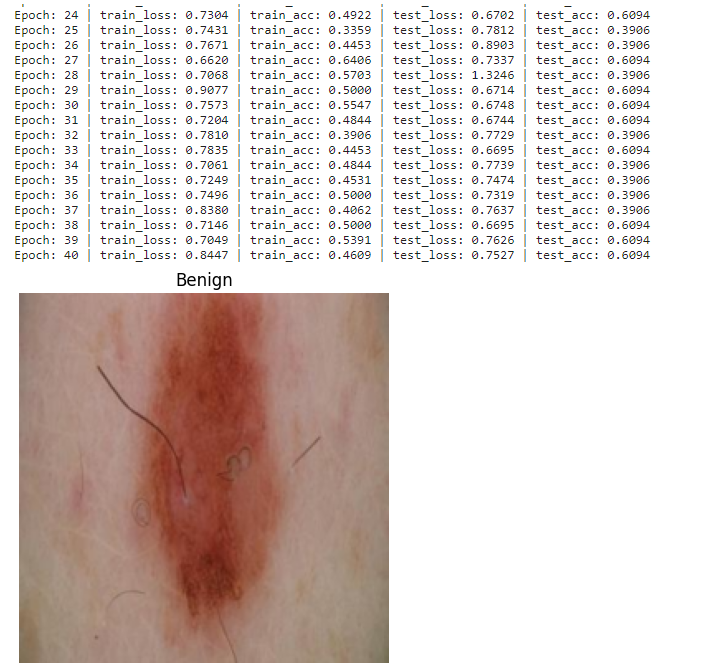 Epoch: 24 | train_loss: 0.7304 | train_acc: 0.4922 | test_loss: 0.6702 | test_acc: 0.6094
Epoch: 25 | train_loss: 0.7431 | train_acc: 0.3359 | test_loss: 0.7812 | test_acc: 0.3906
Epoch: 26 | train_loss: 0.7671 | train_acc: 0.4453 | test_loss: 0.8903 | test_acc: 0.3906
Epoch: 27 | train_loss: 0.6620 | train_acc: 0.6406 | test_loss: 0.7337 | test_acc: 0.6094
Epoch: 28 | train_loss: 0.7068 | train_acc: 0.5703 | test_loss: 1.3246 | test_acc: 0.3906
Epoch: 29 | train_loss: 0.9077 | train_acc: 0.5000 | test_loss: 0.6714 | test_acc: 0.6094
Epoch: 30 | train_loss: 0.7573 | train_acc: 0.5547 | test_loss: 0.6748 | test_acc: 0.6094
Epoch: 31 | train_loss: 0.7204 | train_acc: 0.4844 | test_loss: 0.6744 | test_acc: 0.6094
Epoch: 32 | train_loss: 0.7810 | train_acc: 0.3906 | test_loss: 0.7729 | test_acc: 0.3906
Epoch: 33 | train_loss: 0.7835 | train_acc: 0.4453 | test_loss: 0.6695 | test_acc: 0.6094
Epoch: 34 | train_loss: 0.7061 | train_acc: 0.4844 | test_loss: 0.7739 | test_acc: 0.3906
Epoch: 35 | train_loss: 0.7249 | train_acc: 0.4531 | test_loss: 0.7474 | test_acc: 0.3906
Epoch: 36 | train_loss: 0.7496 | train_acc: 0.5000 | test_loss: 0.7319 | test_acc: 0.3906
Epoch: 37 | train_loss: 0.8380 | train_acc: 0.4062 | test_loss: 0.7637 | test_acc: 0.3906
Epoch: 38 | train_loss: 0.7146 | train_acc: 0.5000 | test_loss: 0.6695 | test_acc: 0.6094
Epoch: 39 | train_loss: 0.7049 | train_acc: 0.5391 | test_loss: 0.7626 | test_acc: 0.6094
Epoch: 40 | train_loss: 0.8447 | train_acc: 0.4609 | test_loss: 0.7527 | test_acc: 0.6094
Benign